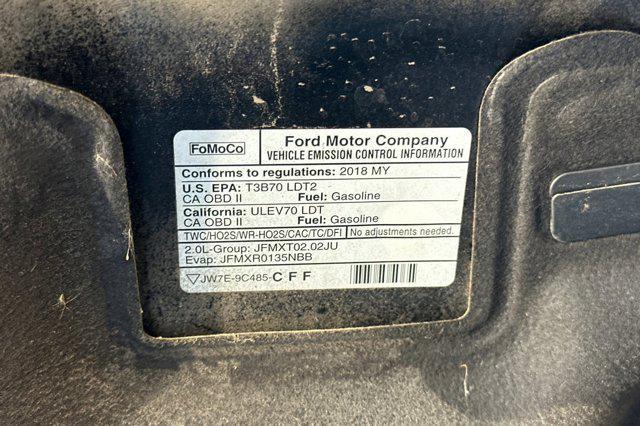 FoMoCo
Ford Motor Company
VEHICLE EMISSION CONTROL INFORMATION
Conforms to regulations: 2018 MY
U.S. EPA: T3B70 LDT2
CA OBD II Fuel: Gasoline
California: ULEV70 LDT
CA OBD II Fuel: Gasoline
TWC/HO2S/WR-HO2S/CAC/TC/DFI No adjustments needed.
2.0L-Group: JFMXT02.02JU
Evap: JFMXR0135NBB
JW7E-9C485-CFF